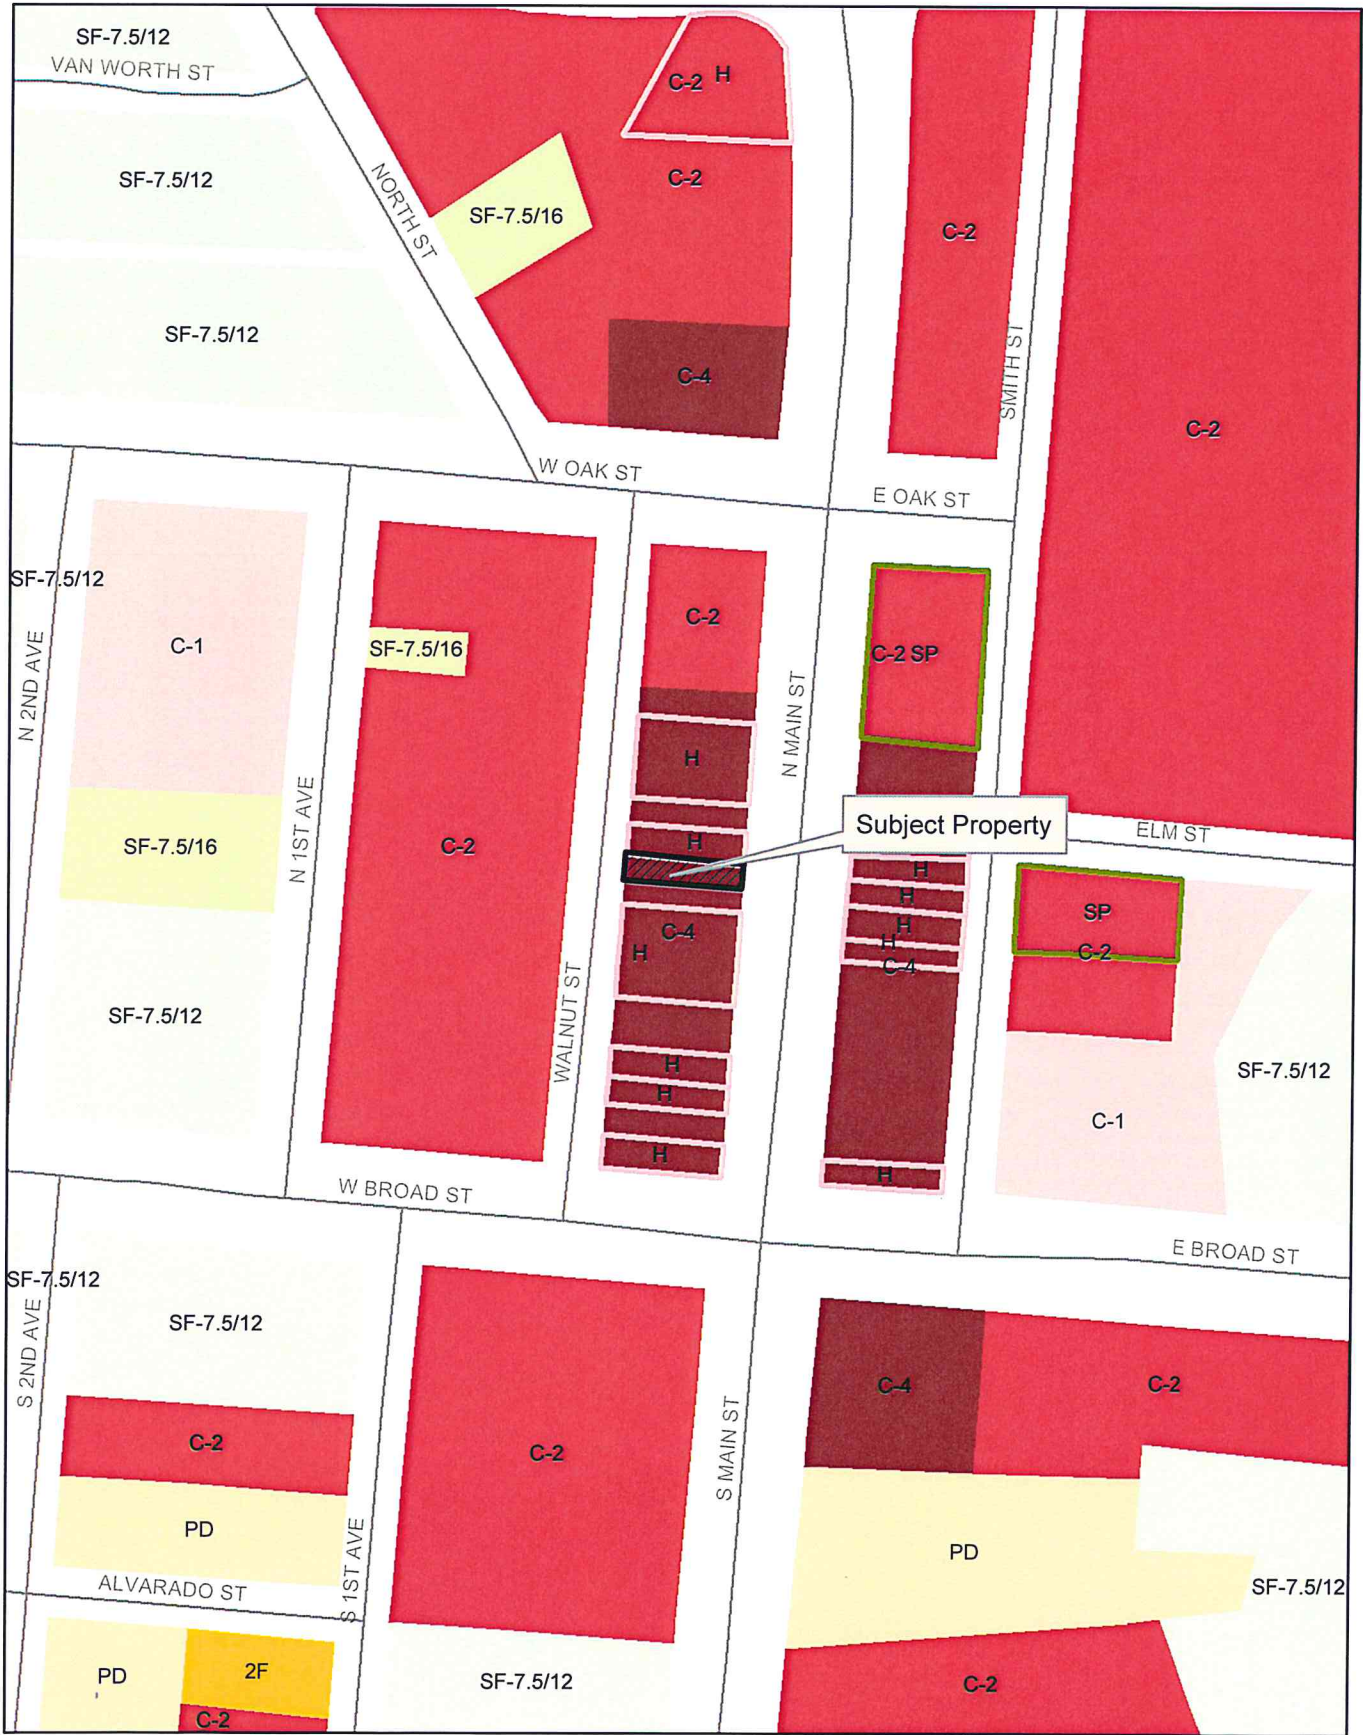 SF-7.5/12
VAN WORTH ST
C-2 H
SF-7.5/12
NORTH ST
C-2
SF-7.5/16
C-2
SF-7.5/12
SMITH ST
C-4
C-2
W OAK ST
E OAK ST
SF-7.5/12
C-1
N 2ND AVE
SF-7.5/16
C-2
C-2 SP
N MAIN ST
H
N 1ST AVE
SF-7.5/16
C-2
H
Subject Property
ELM ST
H
H
SP
H
C-4
H
H
C-2
C-4
SF-7.5/12
WALNUT ST
H
H
SF-7.5/12
C-1
H
H
W BROAD ST
E BROAD ST
SF-7.5/12
SF-7.5/12
S 2ND AVE
C-4
C-2
C-2
C-2
S MAIN ST
PD
S 1ST AVE
PD
SF-7.5/12
ALVARADO ST
PD
2F
SF-7.5/12
C-2
C-2